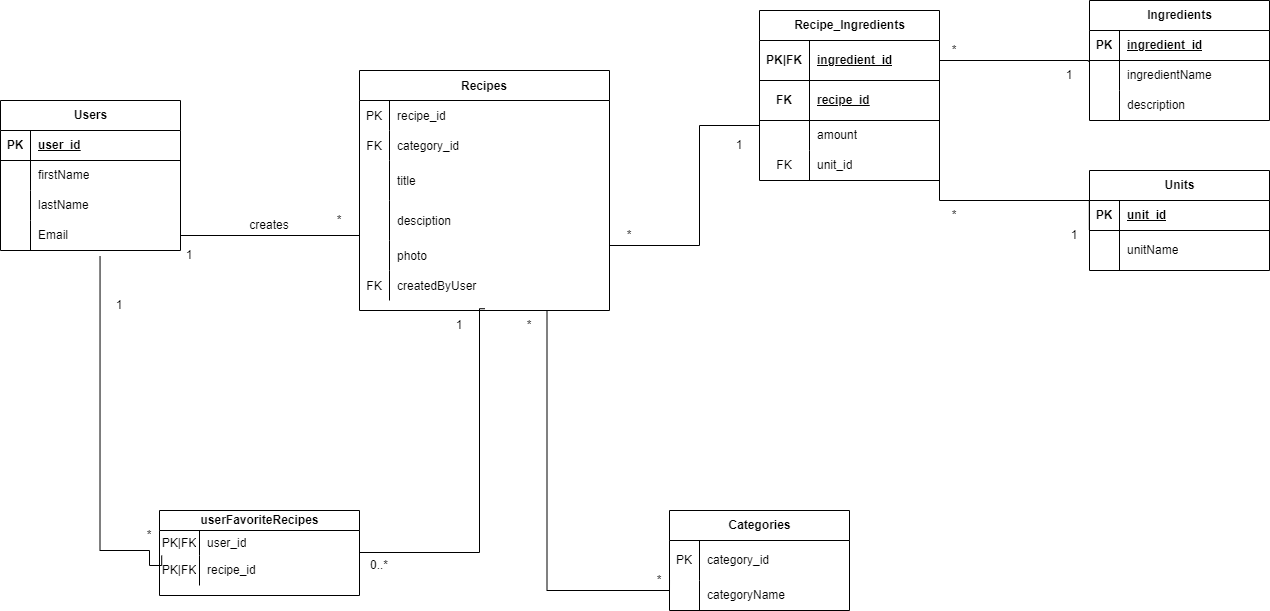 Users
PK user_id
firstName
lastName
Email
1
creates
*
Recipes
PK recipe_id
FK category_id
title
desciption
photo
FK createdByUser
*
1
Recipe_Ingredients
PK|FK ingredient_id
FK recipe_id
amount
FK unit_id
*
1
Ingredients
PK ingredient_id
ingredientName
description
*
1
Units
PK unit_id
unitName
1
*
userFavoriteRecipes
PK|FK user_id
PK|FK recipe_id
0..*
1
*
*
Categories
PK category_id
categoryName